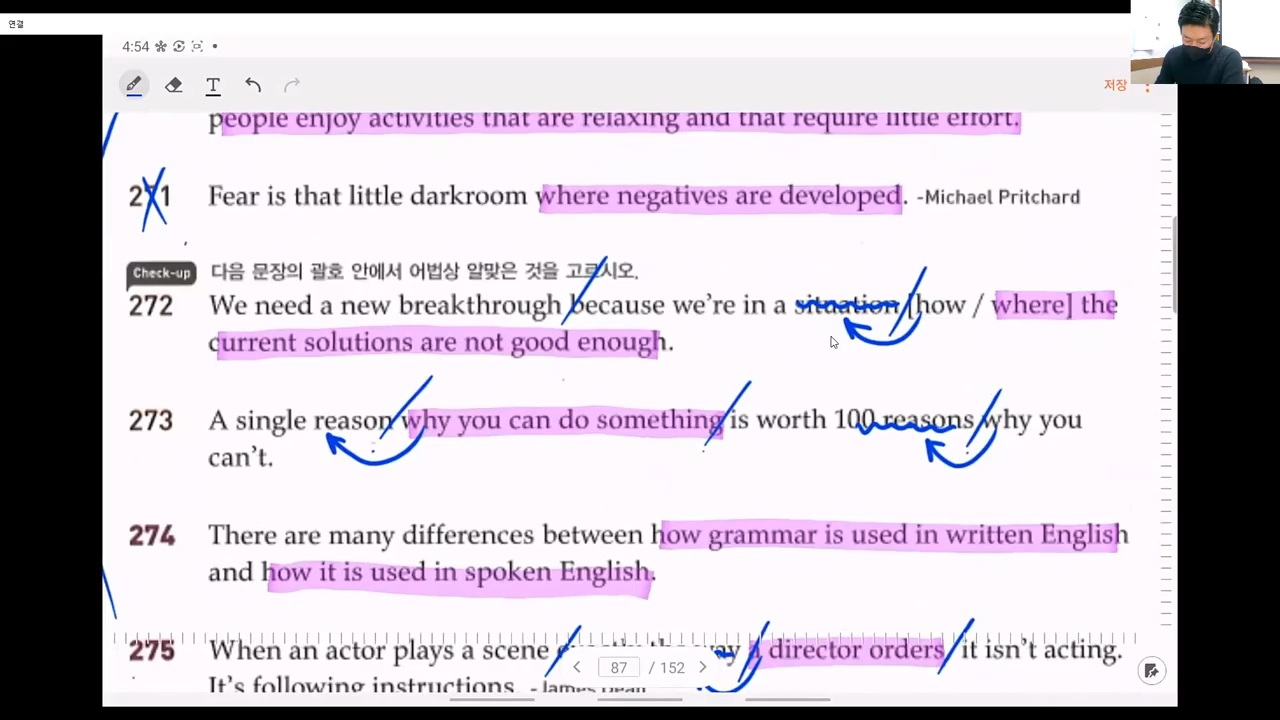 연결
4:54
T
저장
people enjoy activities that are relaxing and that require little effort.
271 Fear is that little darkroom where negatives are developed. -Michael Pritchard
Check-up 다음 문장의 괄호 안에서 어법상 알맞은 것을 고르시오.
272 We need a new breakthrough because we're in a situation [how / where] the
current solutions are not good enough.
273 A single reason why you can do something is worth 100 reasons why you
can't.
274 There are many differences between how grammar is used in written English
and how it is used in spoken English.
275 When an actor plays a scene way a director orders, it isn't acting.
It's following instructions. - James Dean
87 / 152